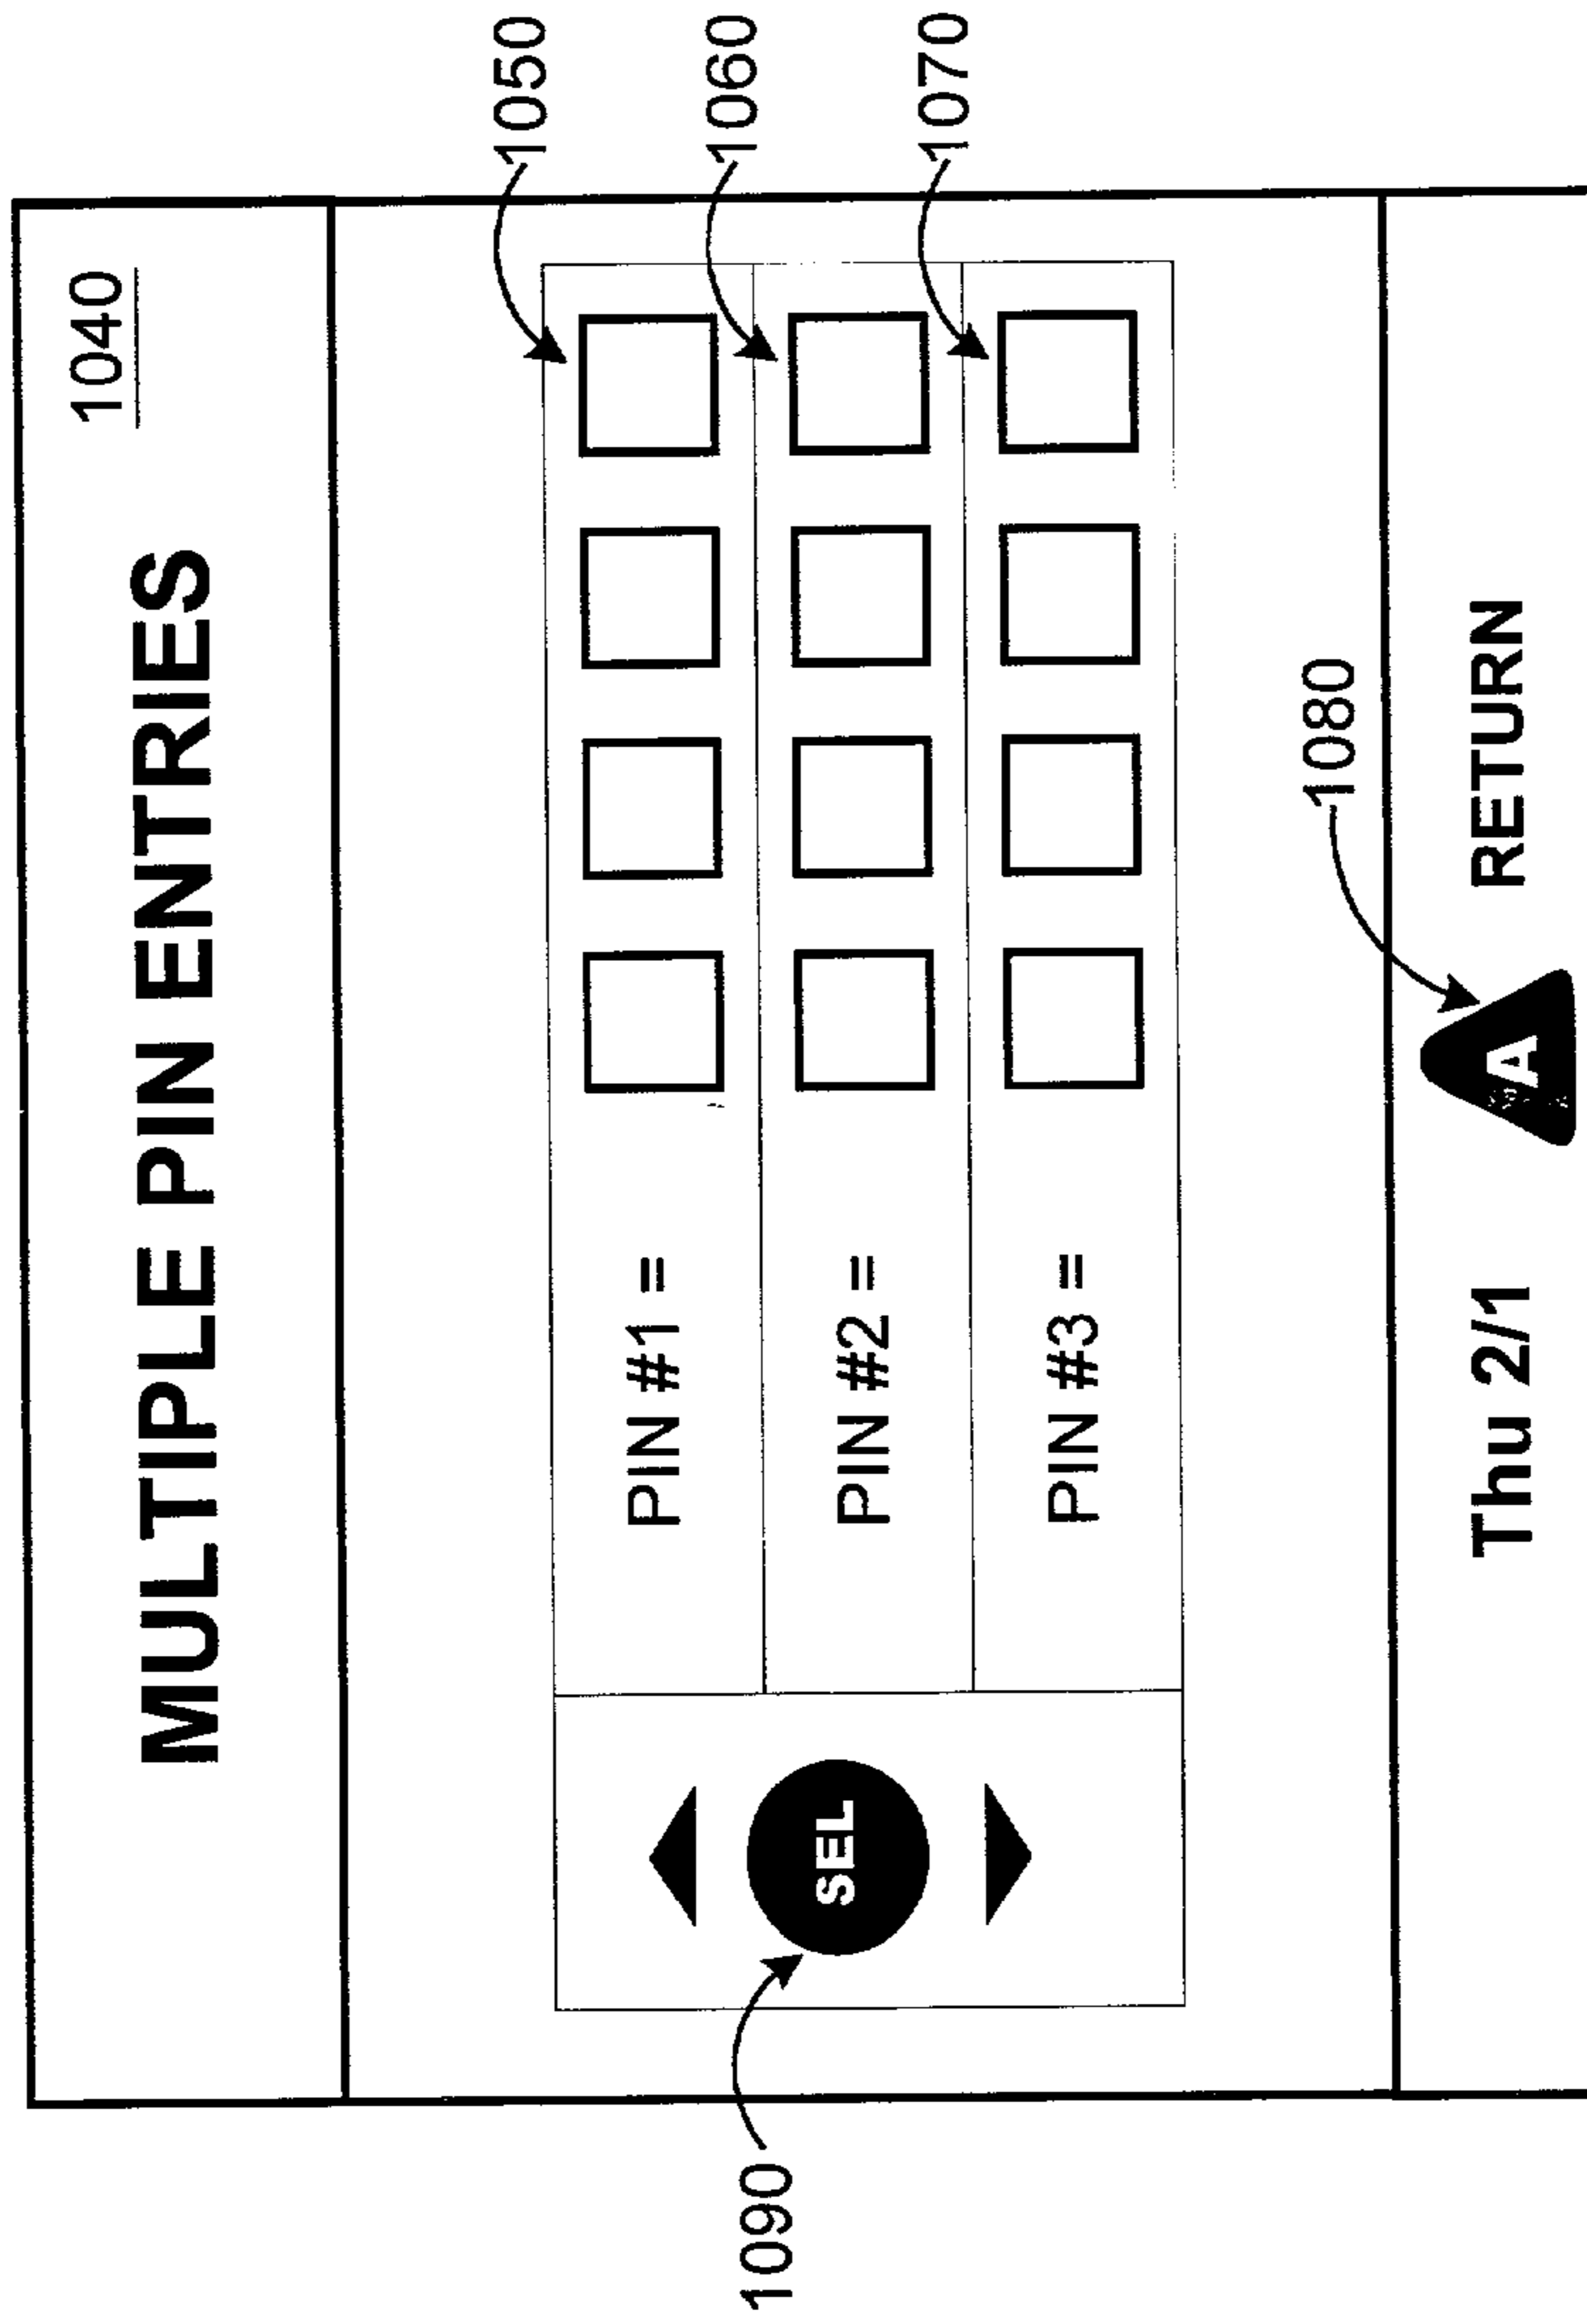 1040
MULTIPLE PIN ENTRIES
1050
PIN #1 =
1060
PIN #2 =
1070
PIN #3 =
1090
SEL
1080
Thu 2/1 A RETURN